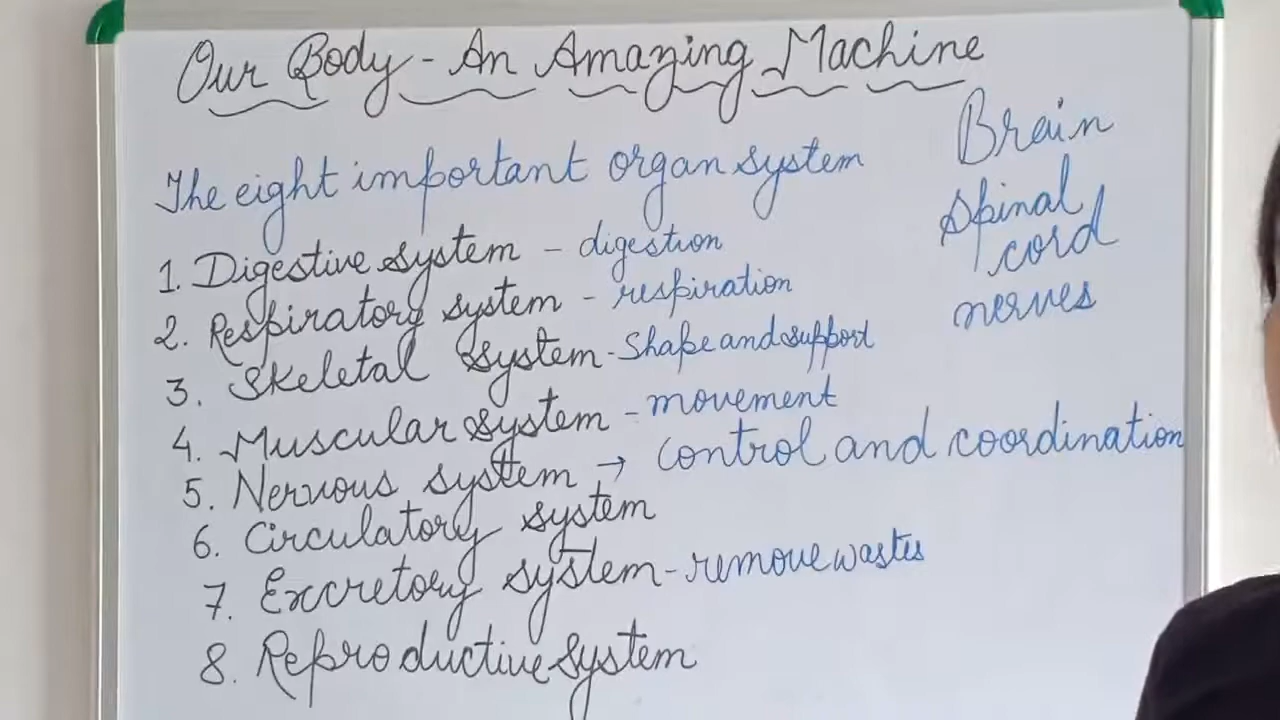 Our Body - An Amazing Machine
The eight important organ system
1. Digestive system - digestion
2. Respiratory system - respiration
3. Skeletal system - Shape and support
4. Muscular system - movement
5. Nervous system → control and coordination
6. Circulatory system
7. Excretory system - remove wastes
8. Reproductive system
Brain
Spinal
cord
nerves